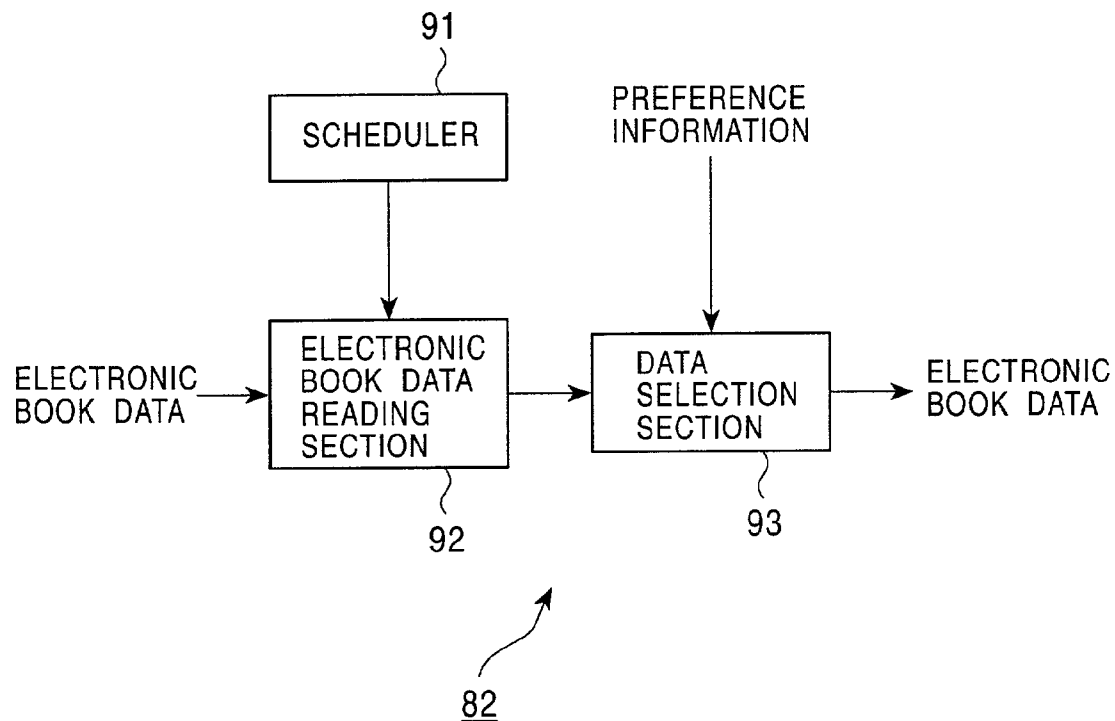 91
SCHEDULER
PREFERENCE
INFORMATION
ELECTRONIC
BOOK DATA
ELECTRONIC
BOOK DATA
READING
SECTION
DATA
SELECTION
SECTION
ELECTRONIC
BOOK DATA
92
93
82